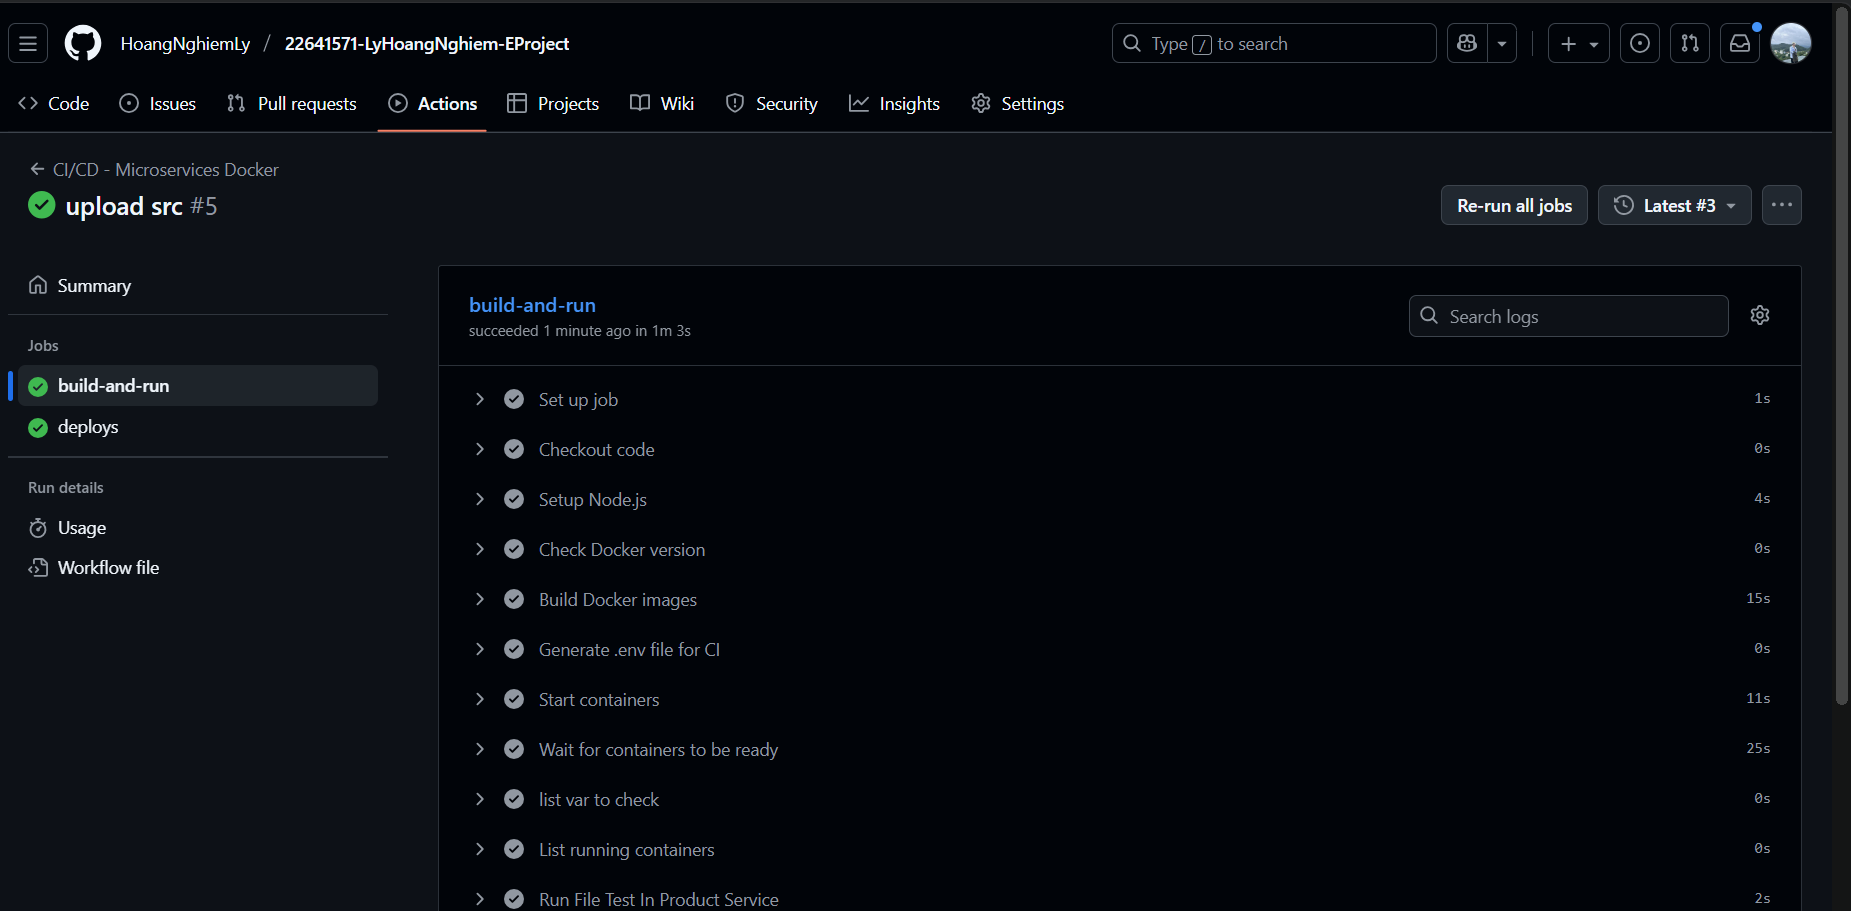 HoangNghiemLy / 22641571-LyHoangNghiem-EProject
Type / to search
Code
Issues
Pull requests
Actions
Projects
Wiki
Security
Insights
Settings
CI/CD - Microservices Docker
upload src #5
Re-run all jobs
Latest #3
Summary
Jobs
build-and-run
deploys
Run details
Usage
Workflow file
build-and-run
succeeded 1 minute ago in 1m 3s
Search logs
Set up job 1s
Checkout code 0s
Setup Node.js 4s
Check Docker version 0s
Build Docker images 15s
Generate .env file for CI 0s
Start containers 11s
Wait for containers to be ready 25s
list var to check 0s
List running containers 0s
Run File Test In Product Service 2s